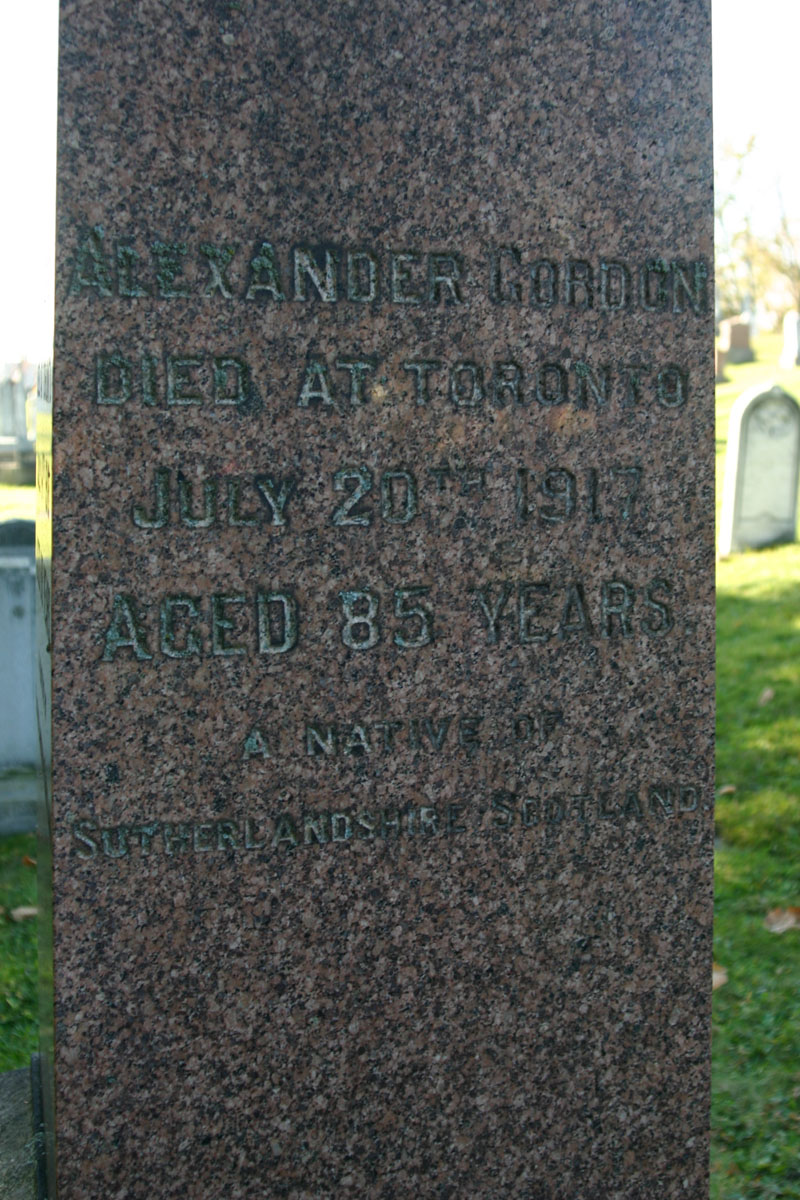 ALEXANDER GORDON
DIED AT TORONTO
JULY 20TH 1917
AGED 85 YEARS
A NATIVE OF
SUTHERLANDSHIRE SCOTLAND